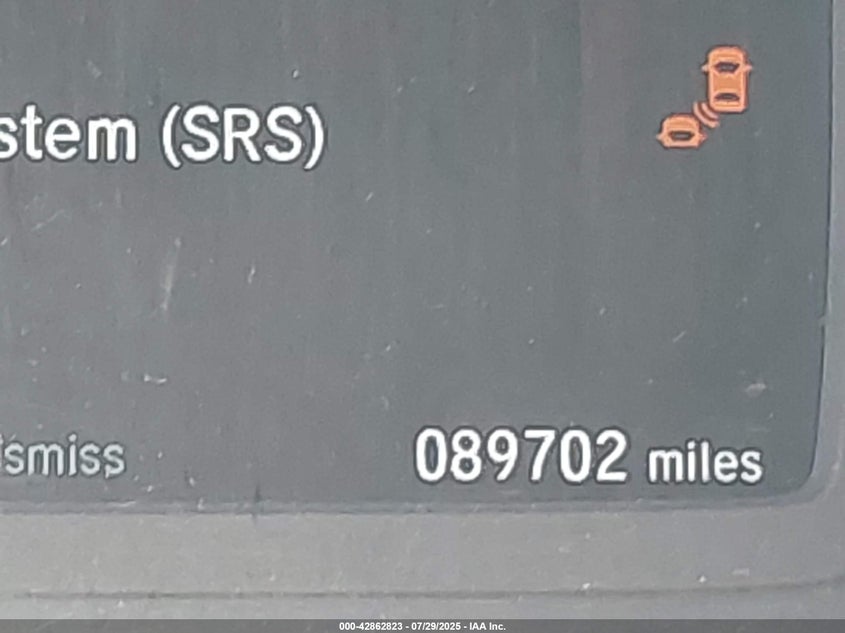 stem (SRS)
ismiss
089702 miles
000-42862823 - 07/29/2025 - IAA Inc.